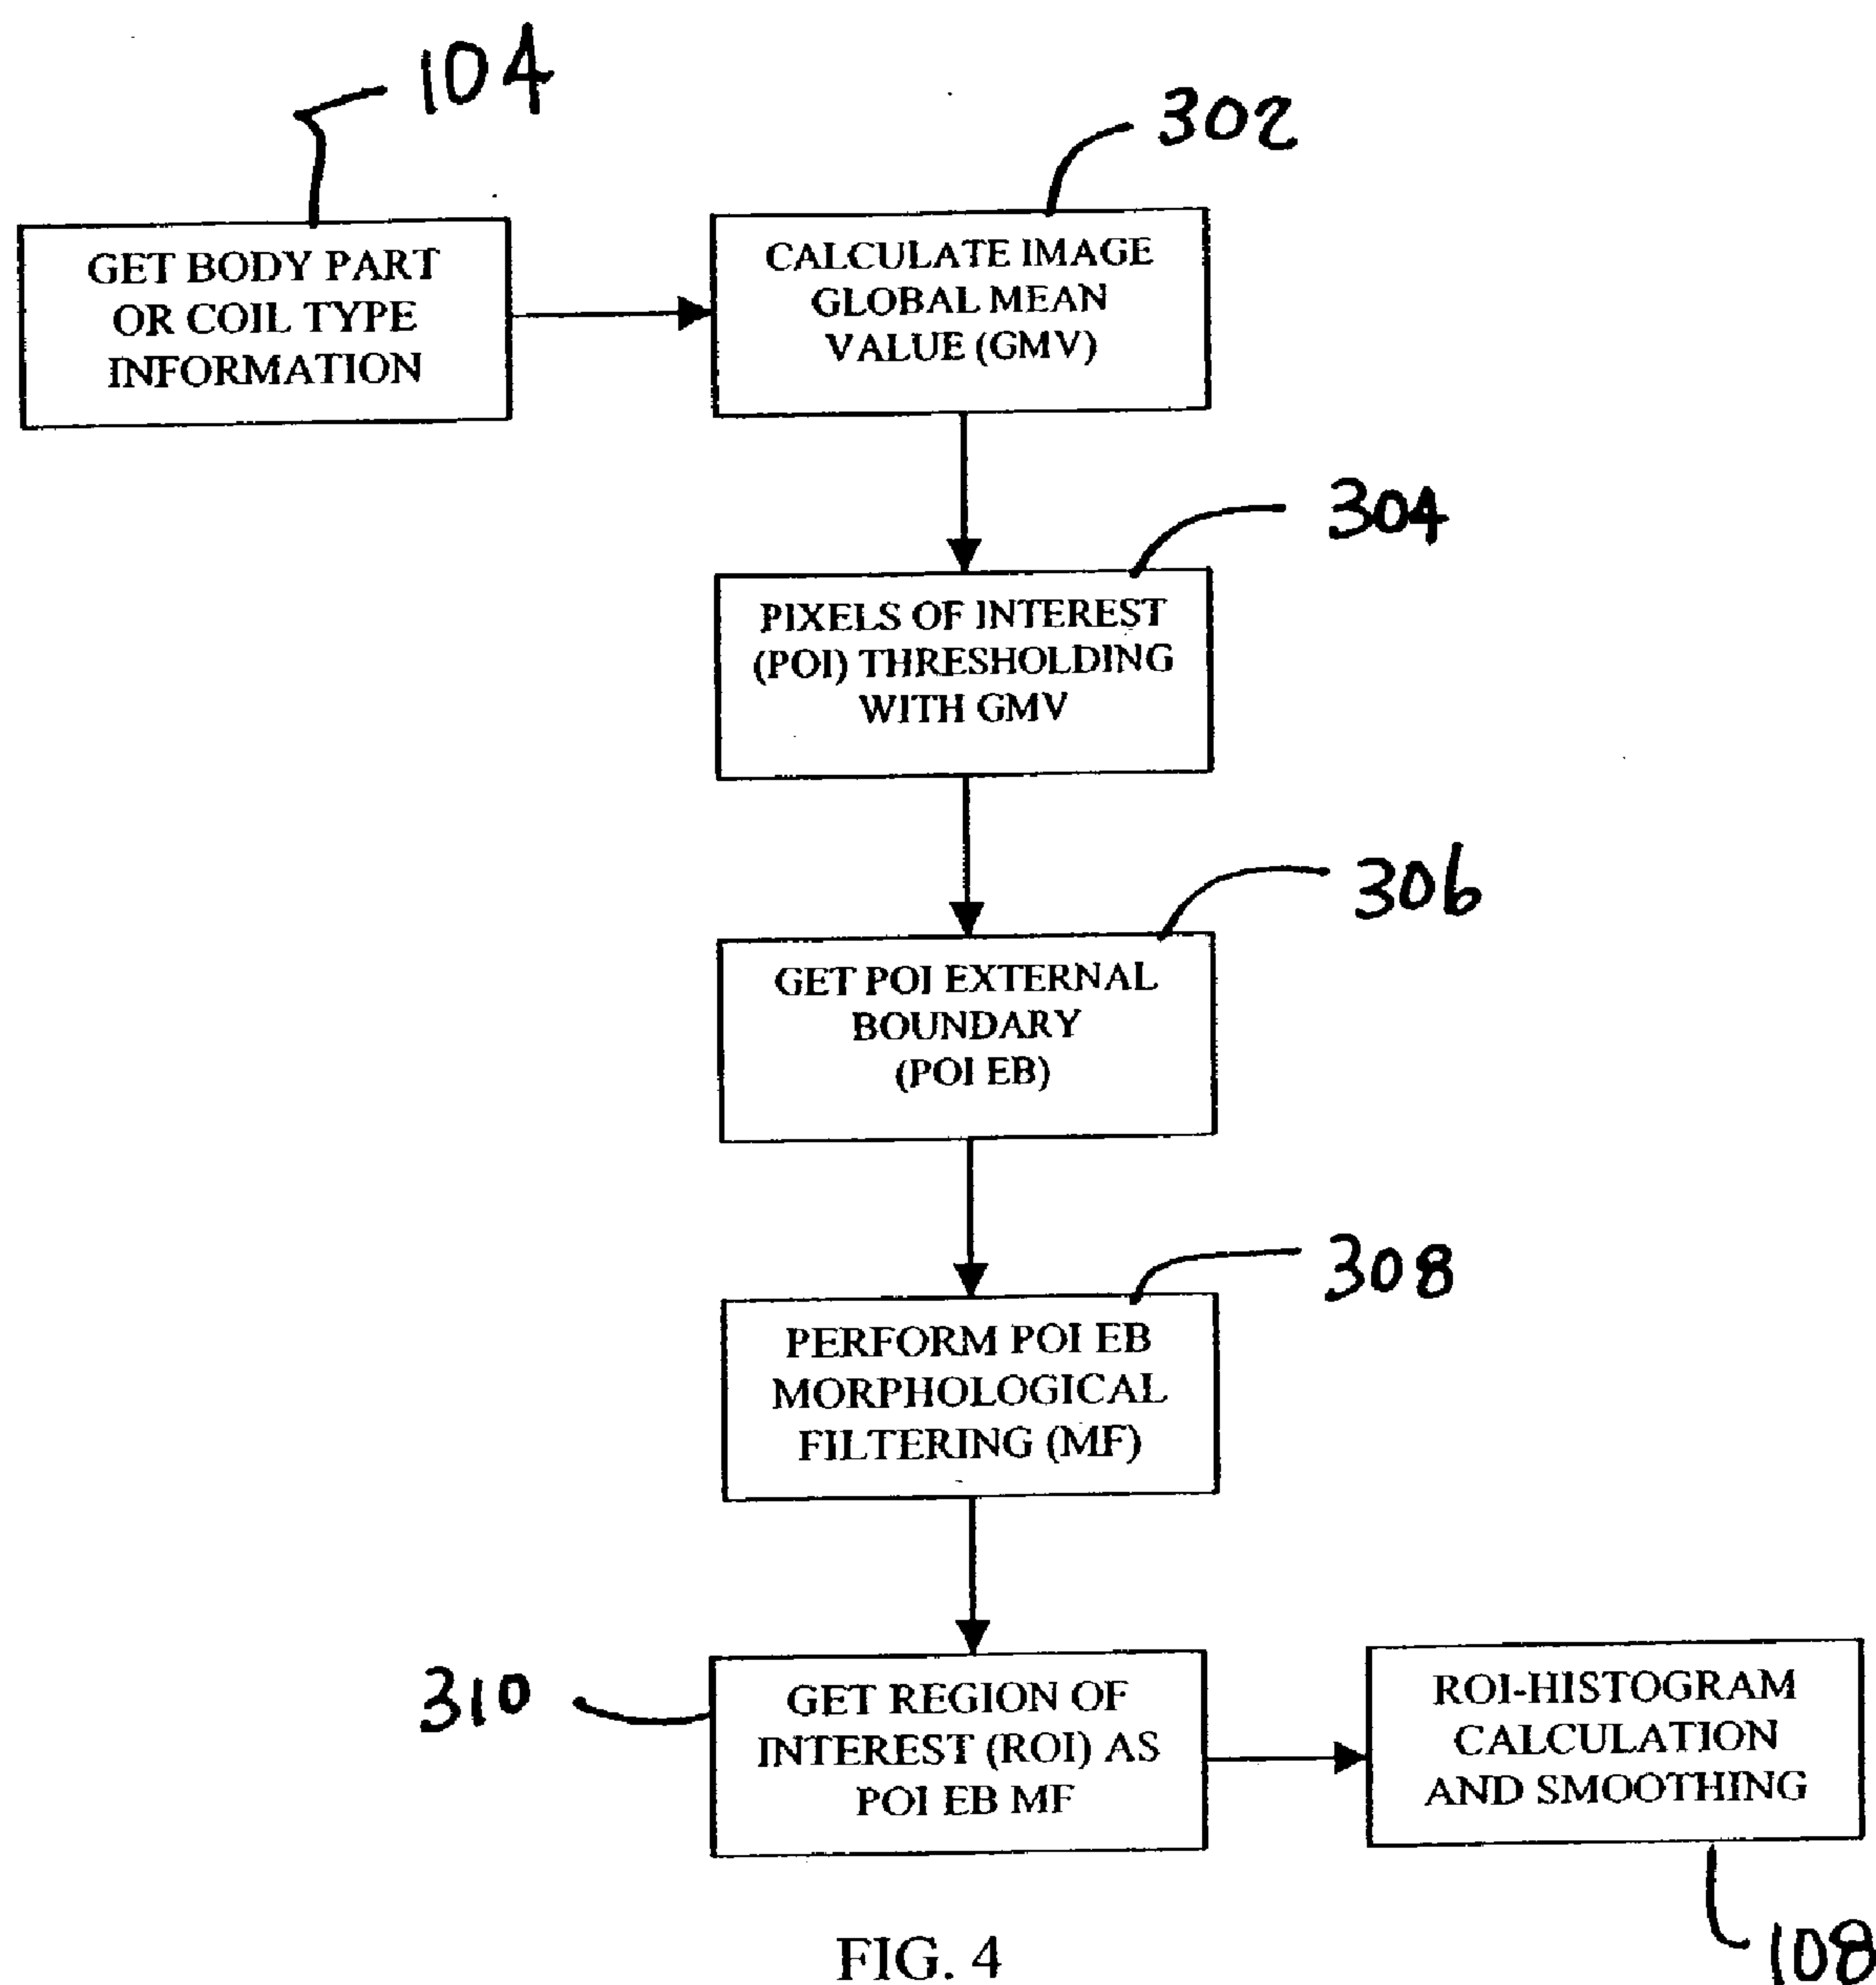 104
302
GET BODY PART
OR COIL TYPE
INFORMATION
CALCULATE IMAGE
GLOBAL MEAN
VALUE (GMV)
304
PIXELS OF INTEREST
(POI) THRESHOLDING
WITH GMV
306
GET POI EXTERNAL
BOUNDARY
(POI EB)
308
PERFORM POI EB
MORPHOLOGICAL
FILTERING (MF)
310
GET REGION OF
INTEREST (ROI) AS
POI EB MF
ROI-HISTOGRAM
CALCULATION
AND SMOOTHING
108
FIG. 4